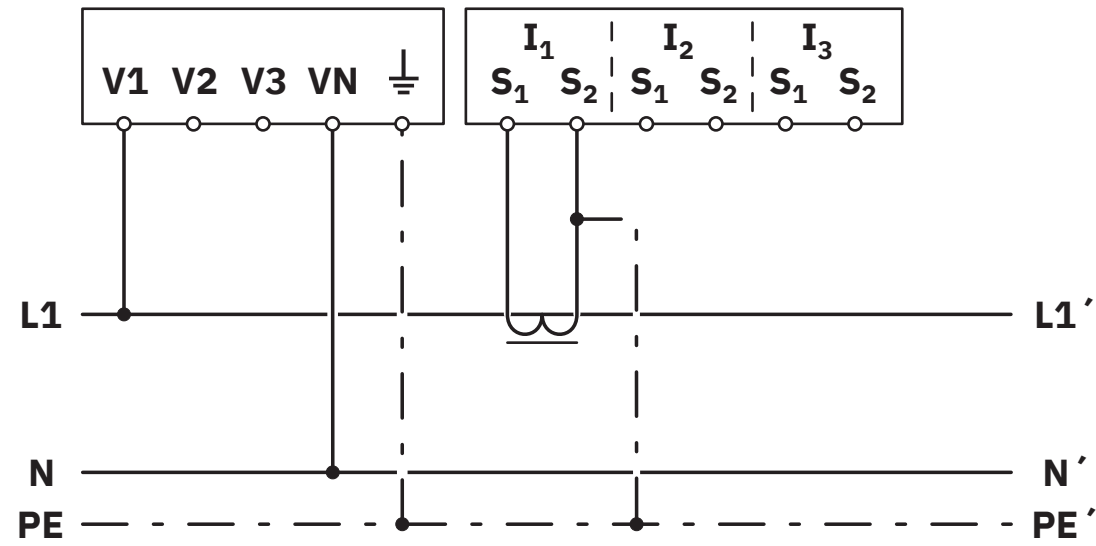 I₁ I₂ I₃
V1 V2 V3 VN S₁ S₂ S₁ S₂ S₁ S₂
L1 L1´
N N´
PE PE´